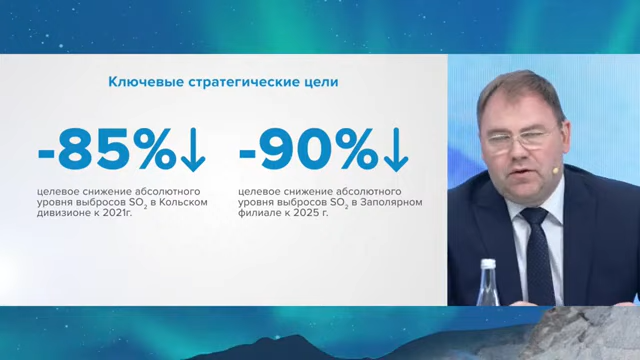 Ключевые стратегические цели
-85%↓ -90%↓
целевое снижение абсолютного
уровня выбросов SO2 в Кольском
дивизионе к 2021г.
целевое снижение абсолютного
уровня выбросов SO2 в Заполярном
филиале к 2025 г.